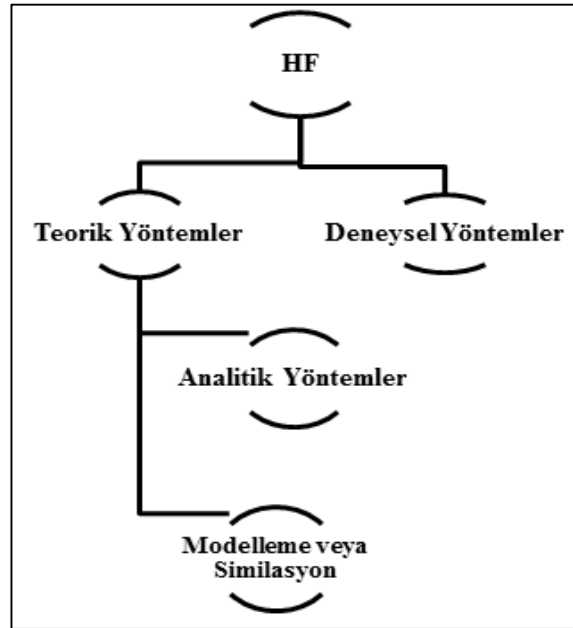 HF
Teorik Yöntemler
Deneysel Yöntemler
Analitik Yöntemler
Modelleme veya
Similasyon